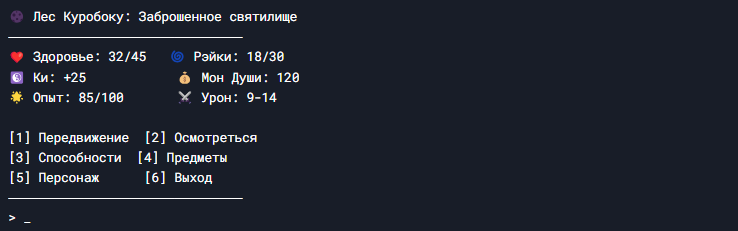 Лес Куробоку: Заброшенное святилище
Здоровье: 32/45 Рэйки: 18/30
Ки: +25 Мон Души: 120
Опыт: 85/100 Урон: 9-14
[1] Передвижение [2] Осмотреться
[3] Способности [4] Предметы
[5] Персонаж [6] Выход
> _